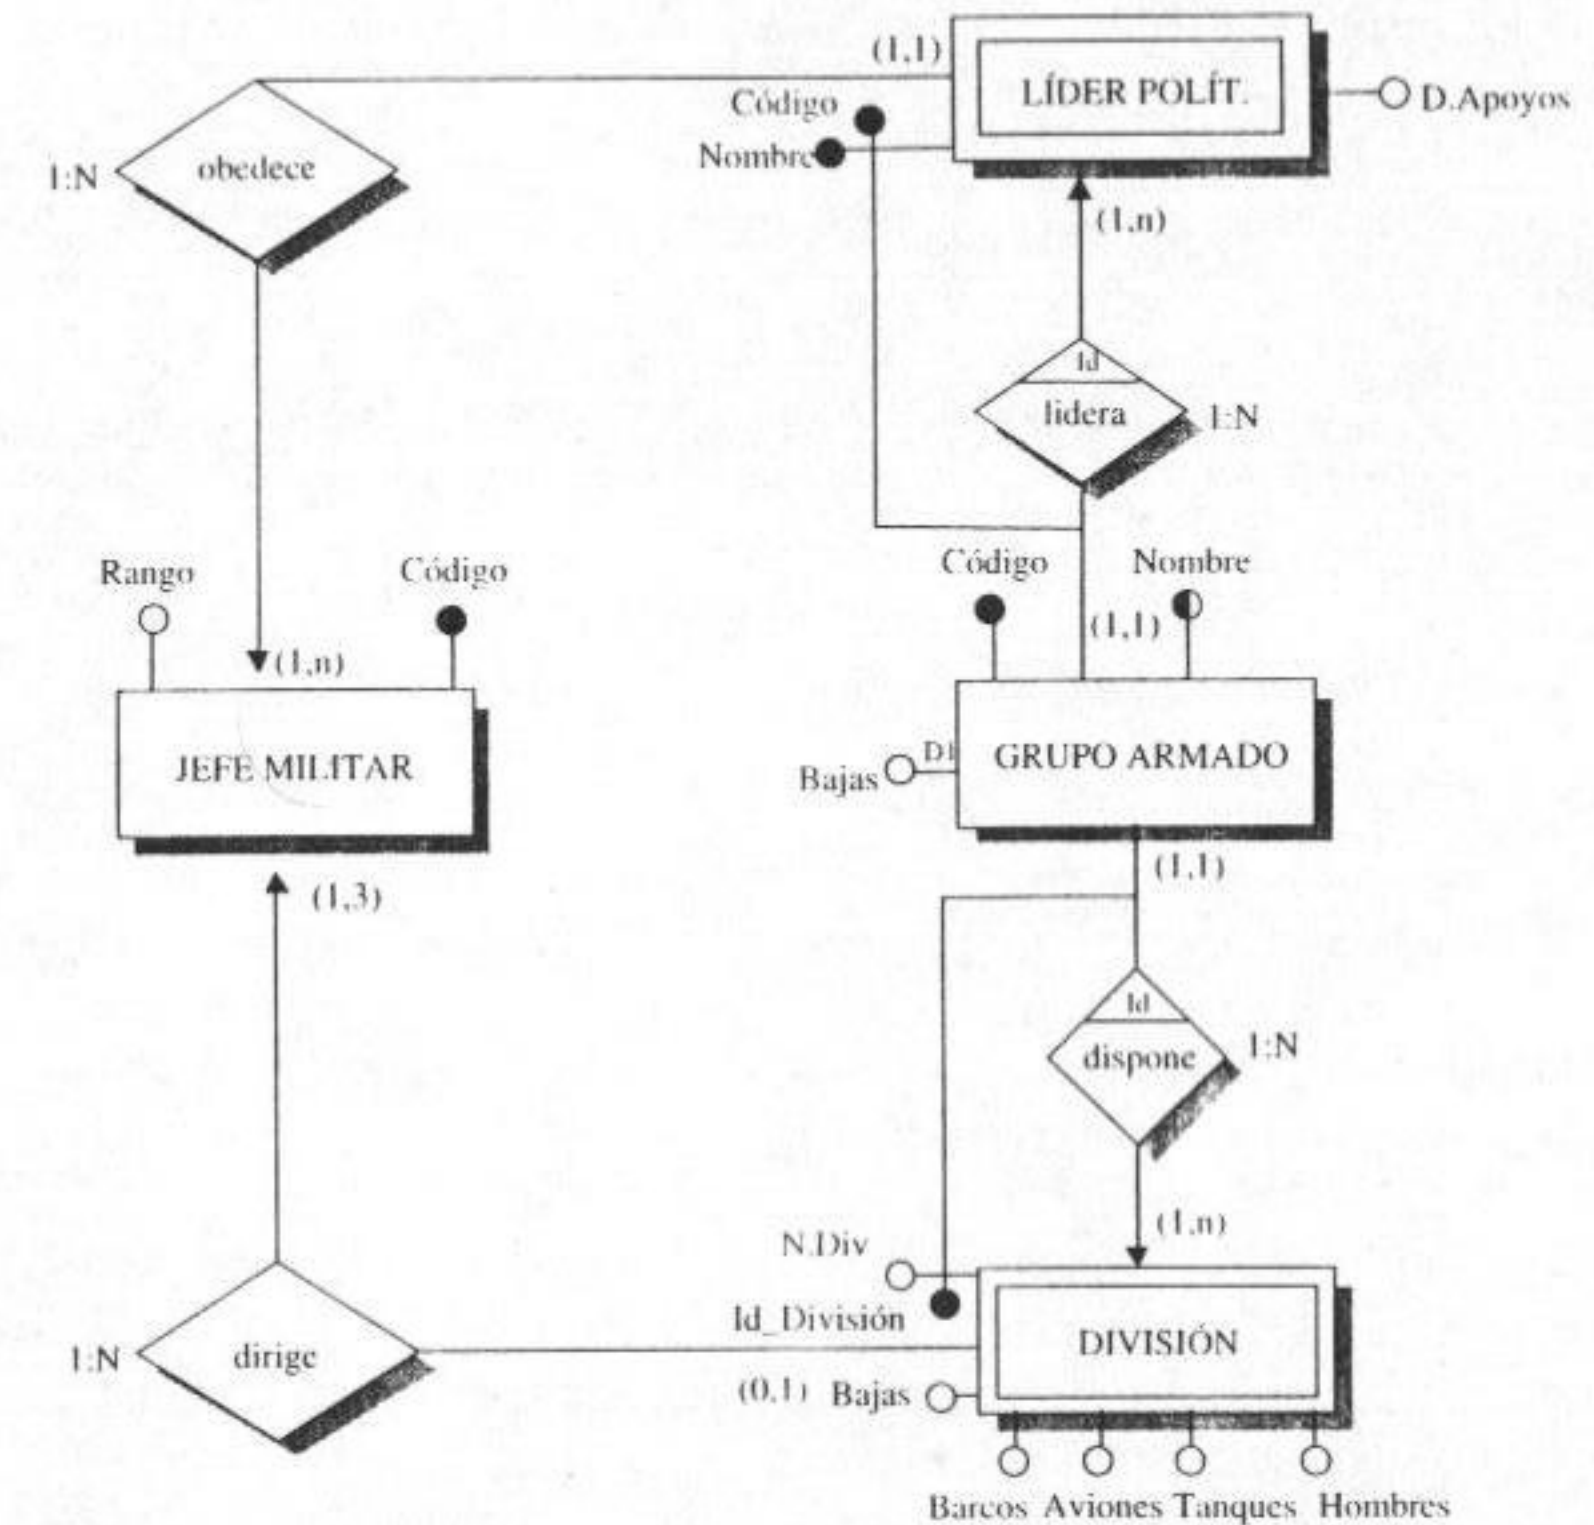 (1,1)
LÍDER POLÍT.
D.Apoyos
Código
Nombre
1:N
obedece
(1,n)
Id
lidera
1:N
Rango
Código
Código
Nombre
(1,n)
(1,1)
JEFE MILITAR
GRUPO ARMADO
Bajas
D1
(1,3)
(1,1)
Id
dispone
1:N
(1,n)
N.Div
Id_División
1:N
dirige
DIVISIÓN
(0,1)
Bajas
Barcos Aviones Tanques Hombres